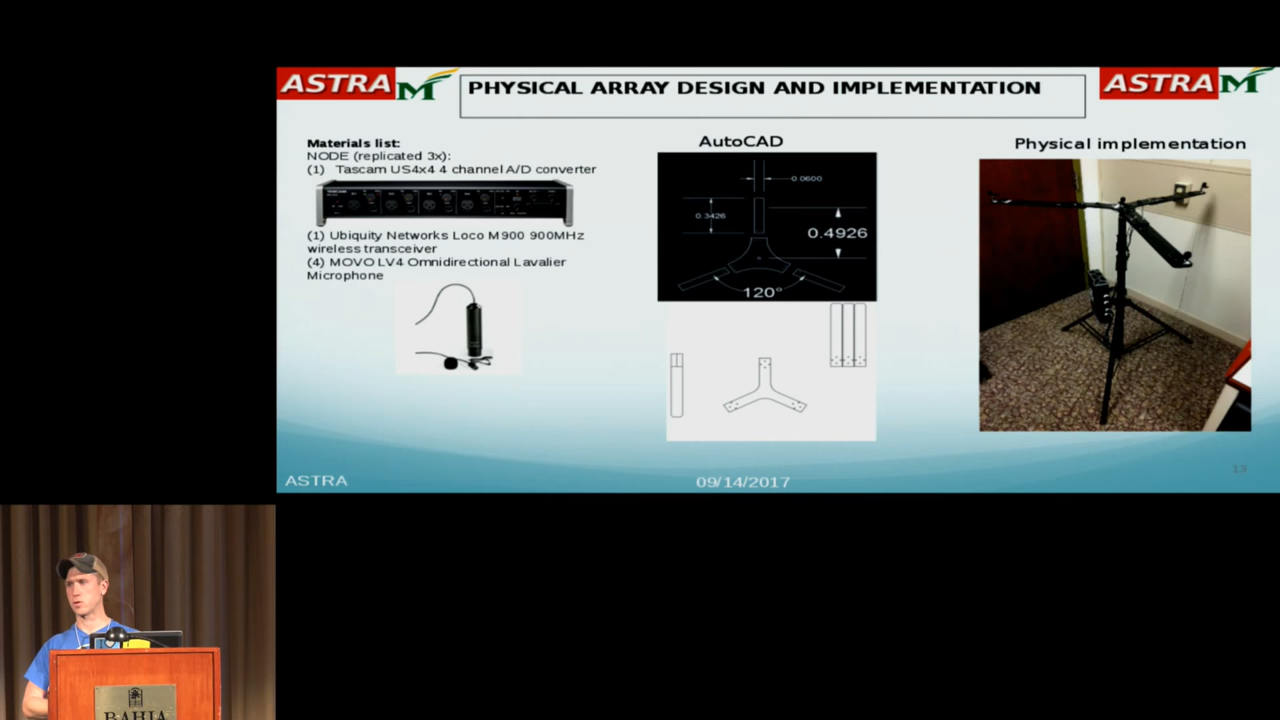 ASTRA M
PHYSICAL ARRAY DESIGN AND IMPLEMENTATION
ASTRA M
Materials list:
NODE (replicated 3x):
(1) Tascam US4x4 4 channel A/D converter
(1) Ubiquity Networks Loco M900 900MHz
wireless transceiver
(4) MOVO LV4 Omnidirectional Lavalier
Microphone
AutoCAD
0.0600
0.3426
0.4926
120°
Physical implementation
ASTRA
09/14/2017
13
BAHIA